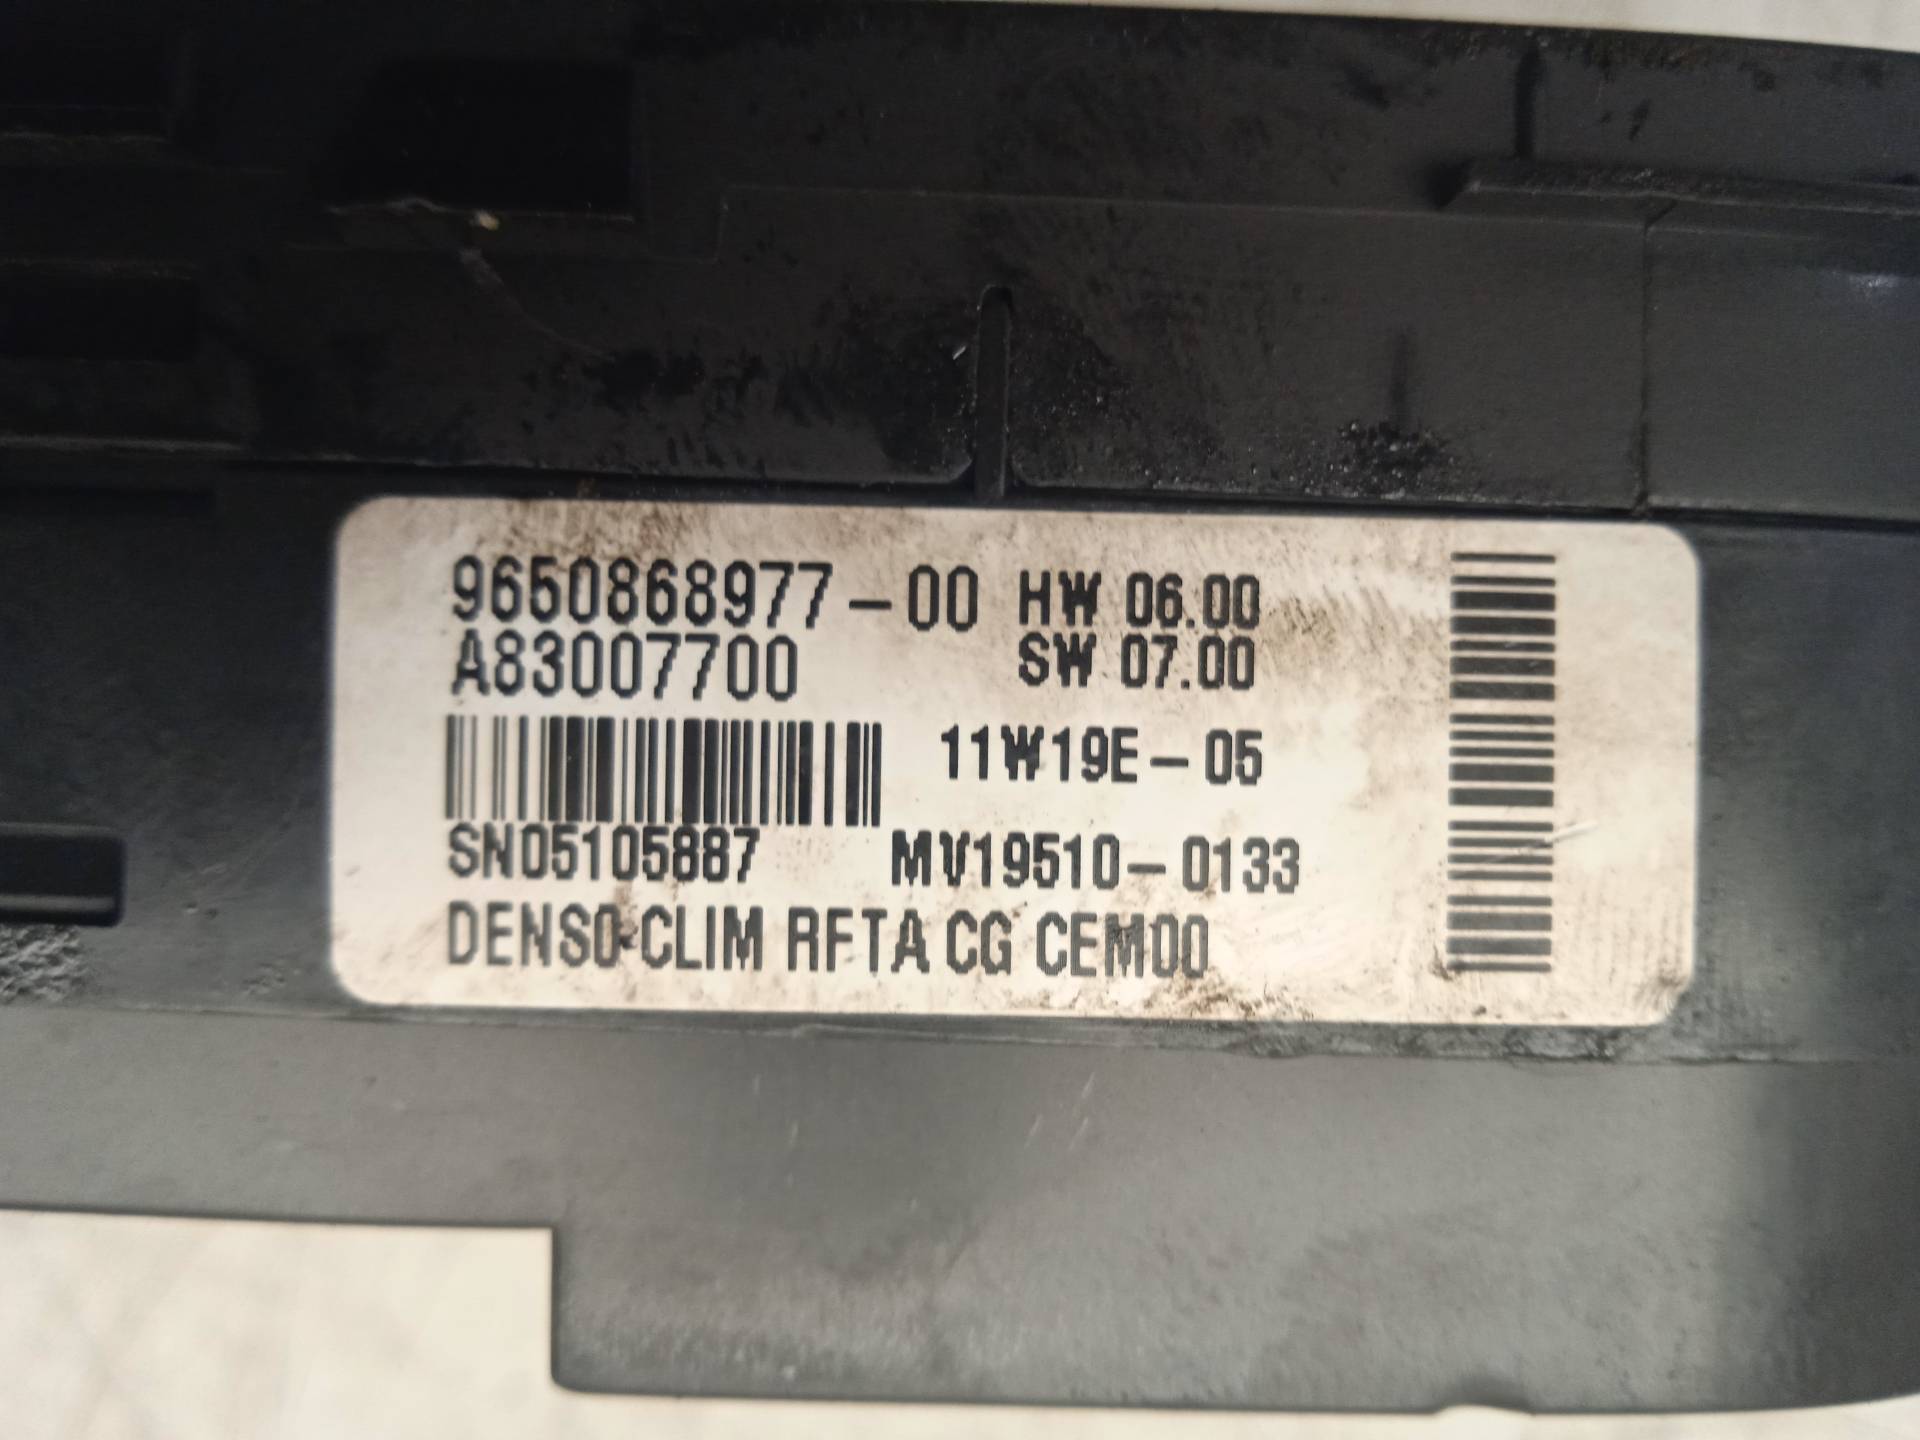 9650868977-00 HW 06.00
A83007700 SW 07.00
11W19E-05
SN05105887 MV19510-0133
DENSO CLIM RFTA CG CEM00